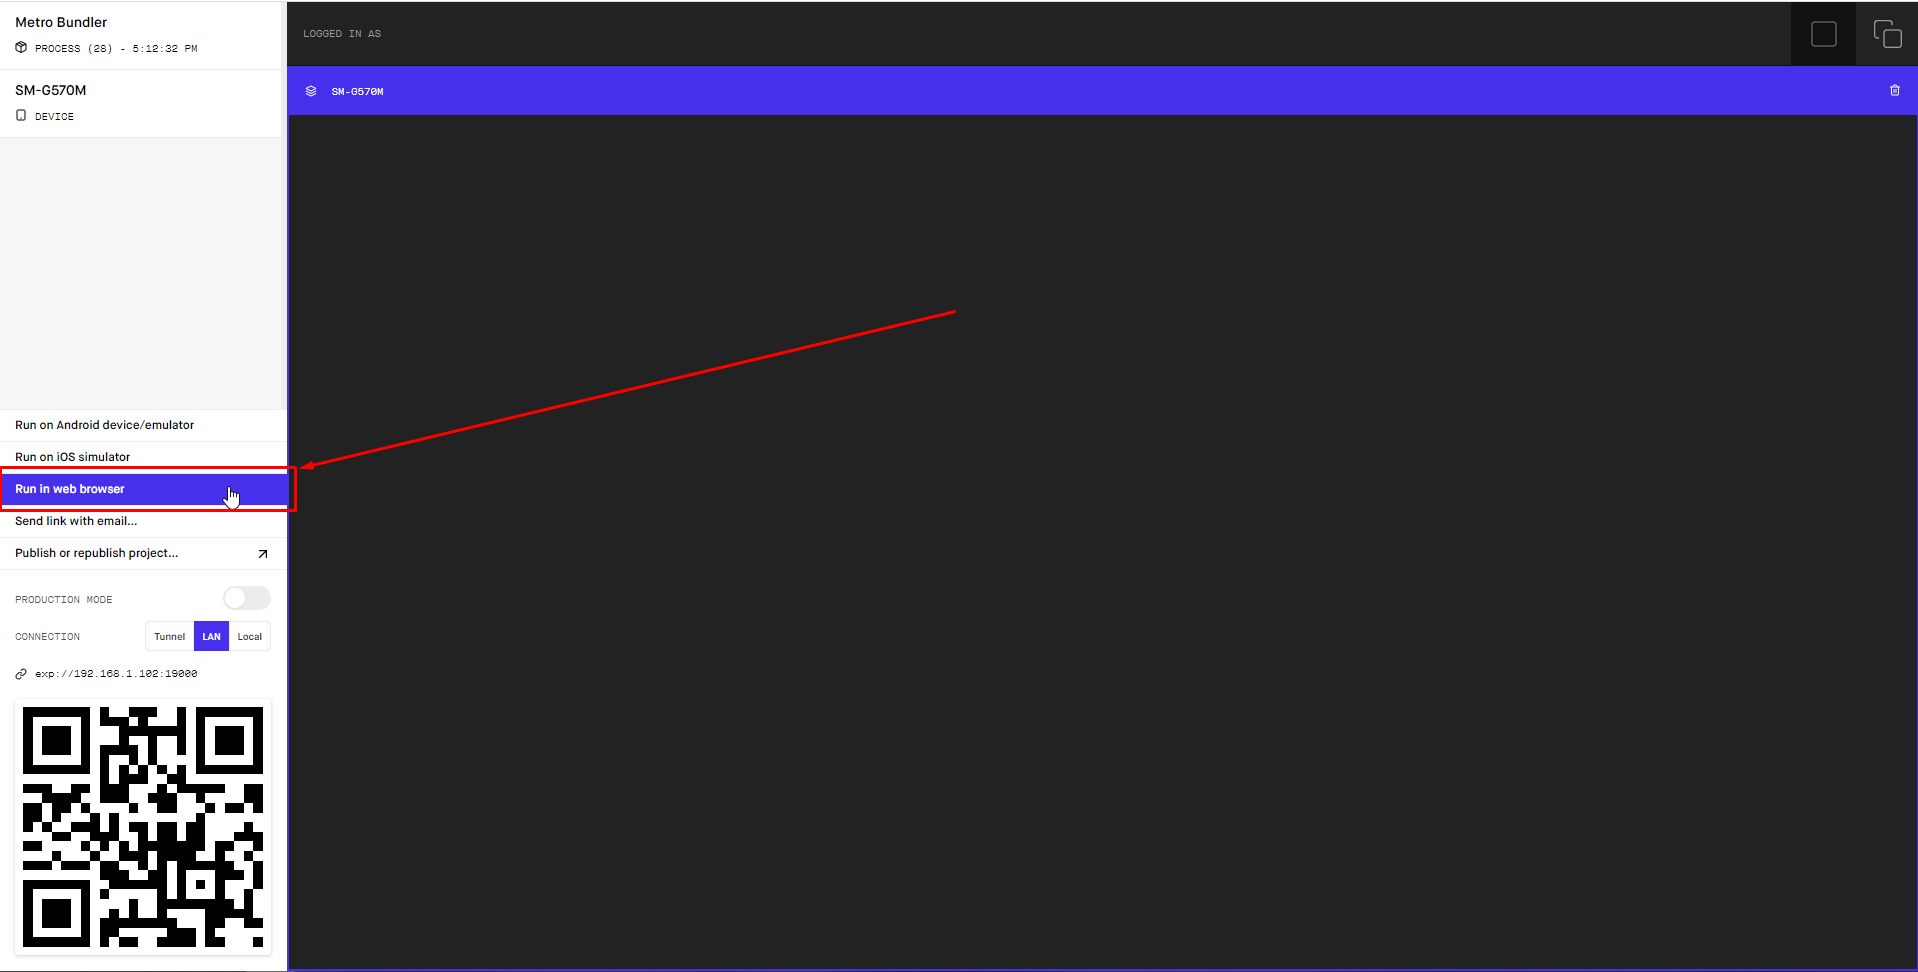 Metro Bundler
PROCESS (28) - 5:12:32 PM
SM-G570M
DEVICE
Run on Android device/emulator
Run on iOS simulator
Run in web browser
Send link with email...
Publish or republish project...
PRODUCTION MODE
CONNECTION Tunnel LAN Local
exp://192.168.1.102:19000
LOGGED IN AS
SM-G570M